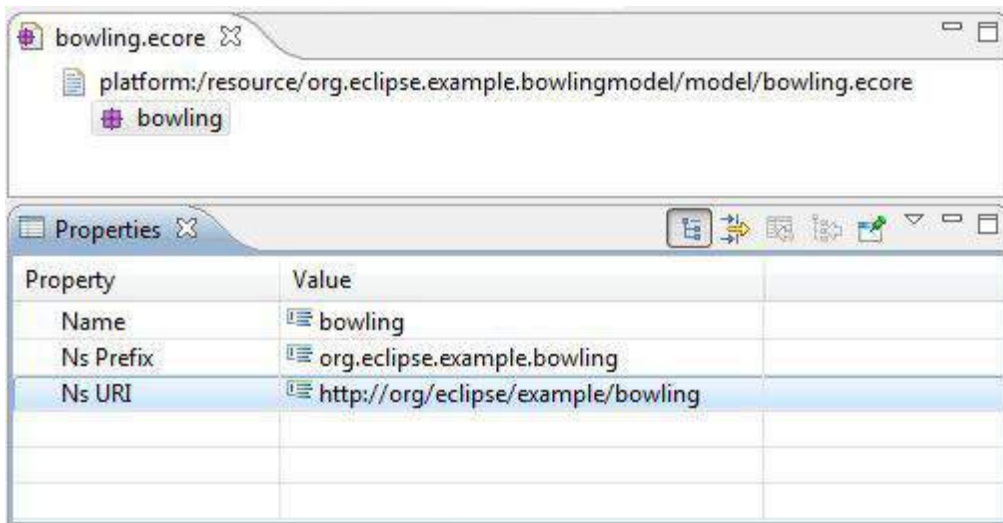 bowling.ecore
platform:/resource/org.eclipse.example.bowlingmodel/model/bowling.ecore
bowling
Properties
Property Value
Name bowling
Ns Prefix org.eclipse.example.bowling
Ns URI http://org/eclipse/example/bowling